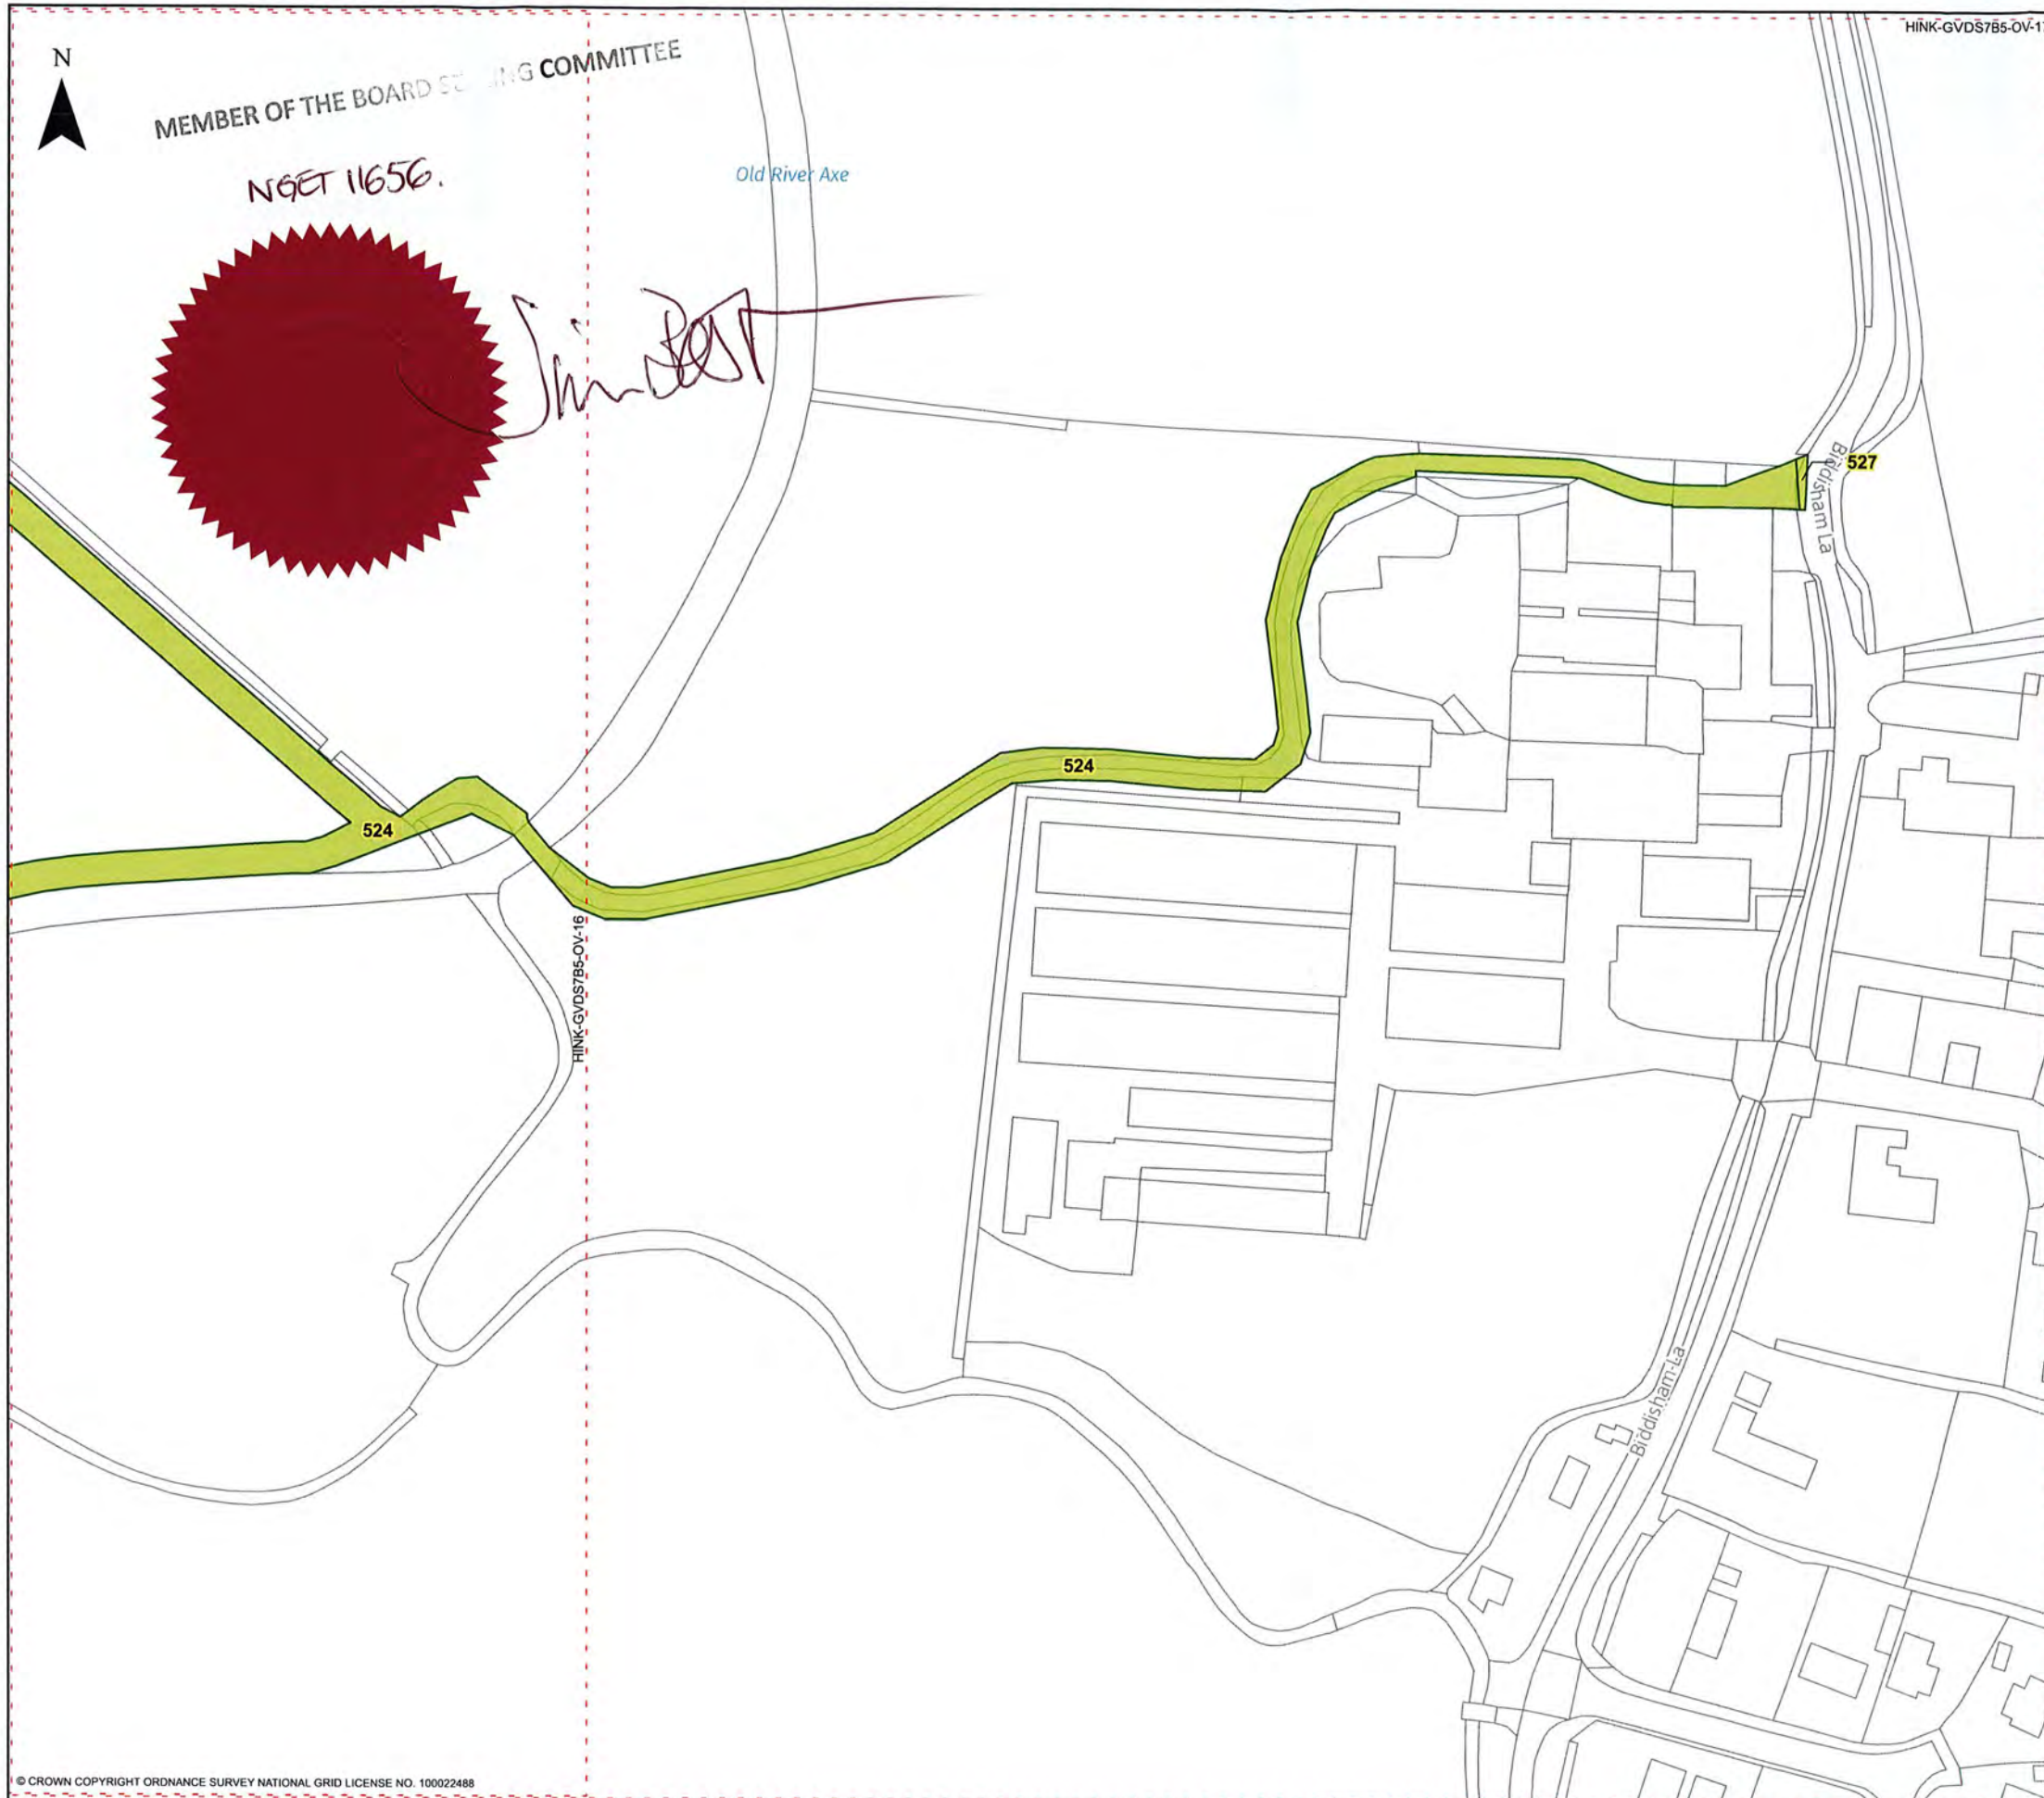 HINK-GVDS7B5-OV-17
N
MEMBER OF THE BOARD COMMITTEE
NGET 11656.
Old River Axe
527
Biddisham La
524
524
HINK-GVDS7B5-OV-16
Biddisham La
© CROWN COPYRIGHT ORDNANCE SURVEY NATIONAL GRID LICENSE NO. 100022488